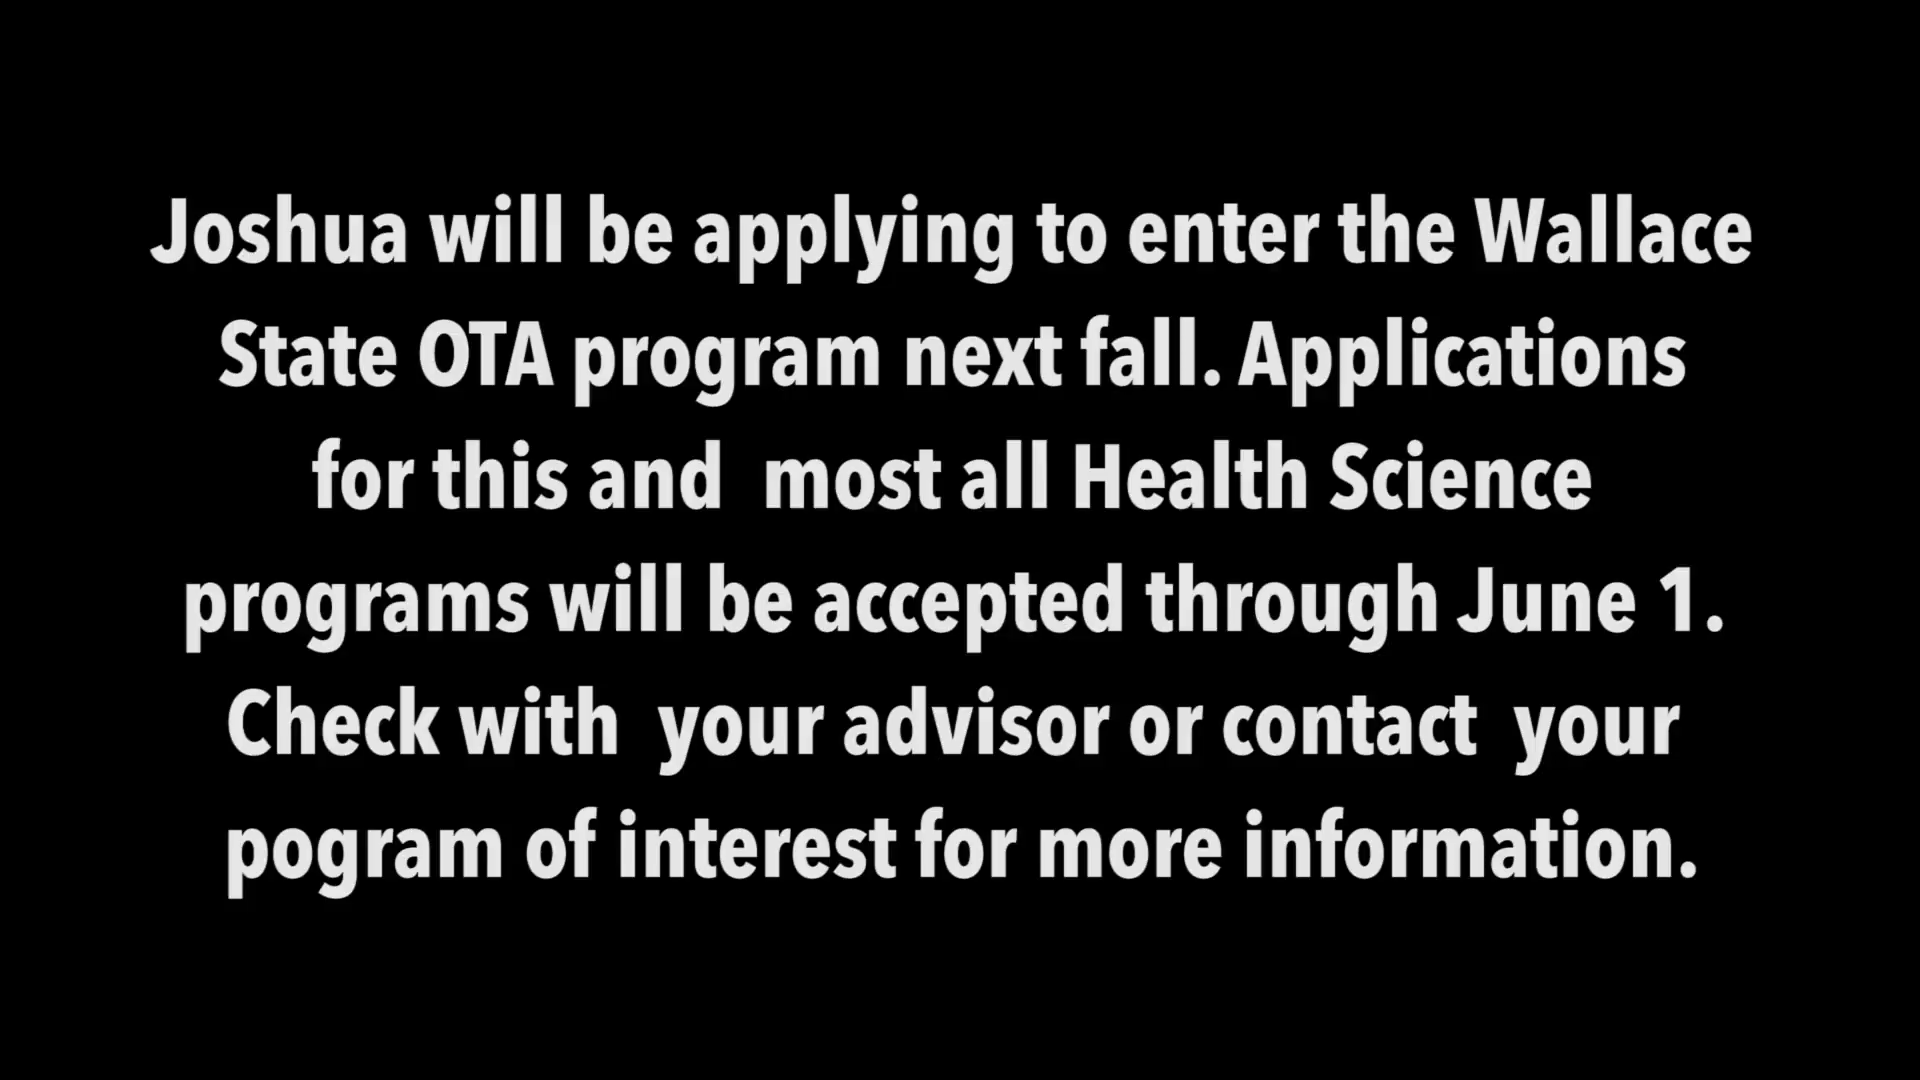 Joshua will be applying to enter the Wallace
State OTA program next fall. Applications
for this and  most all Health Science
programs will be accepted through June 1.
Check with  your advisor or contact  your
pogram of interest for more information.